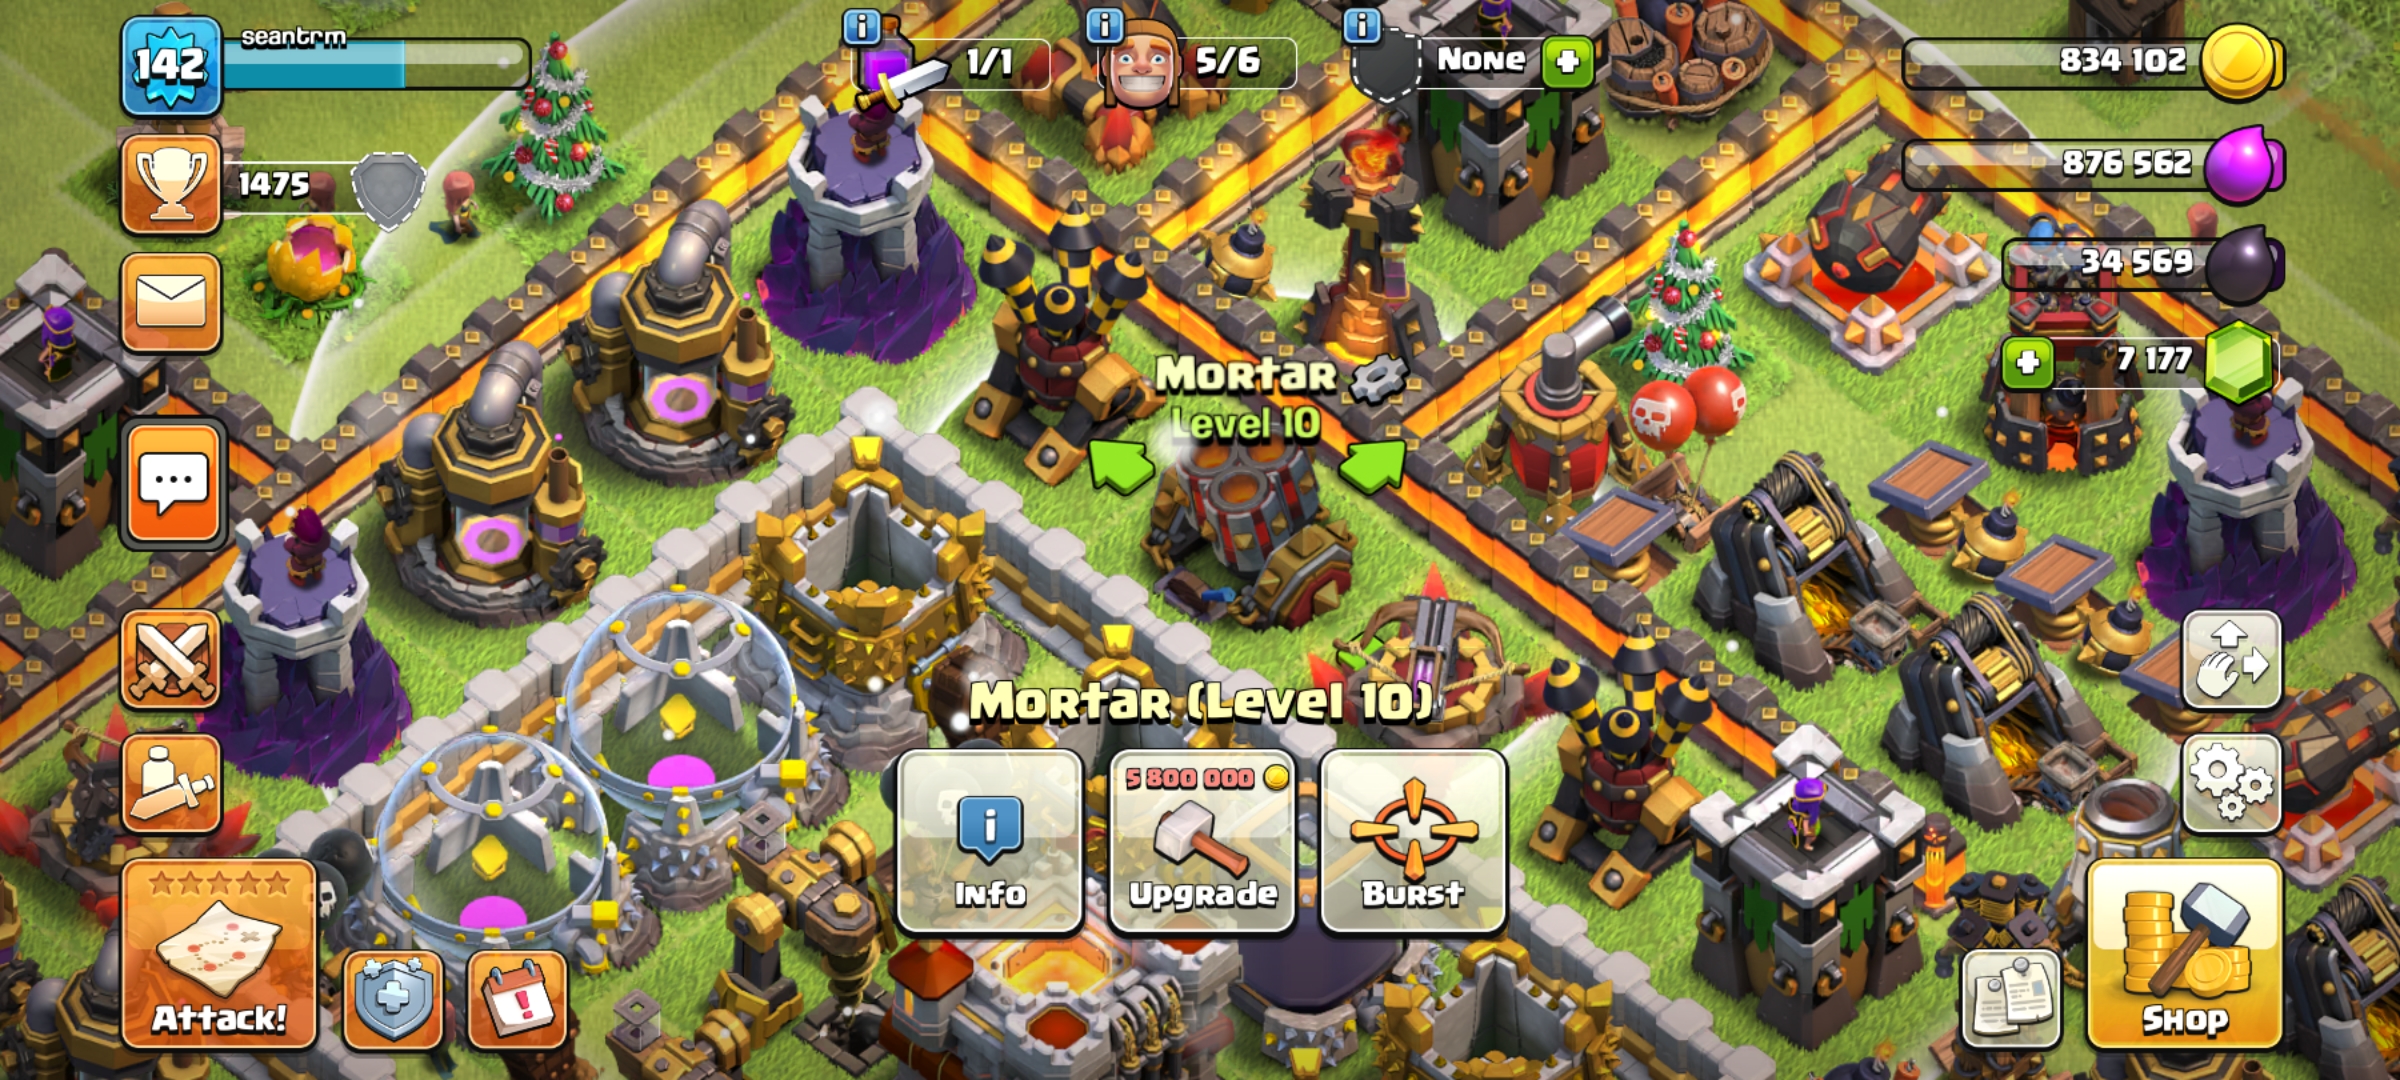 142
seantrm
1/1
5/6
None
834 102
1475
876 562
34 569
7 177
Mortar
Level 10
Mortar (Level 10)
Info
5 800 000
Upgrade
Burst
Attack!
Shop